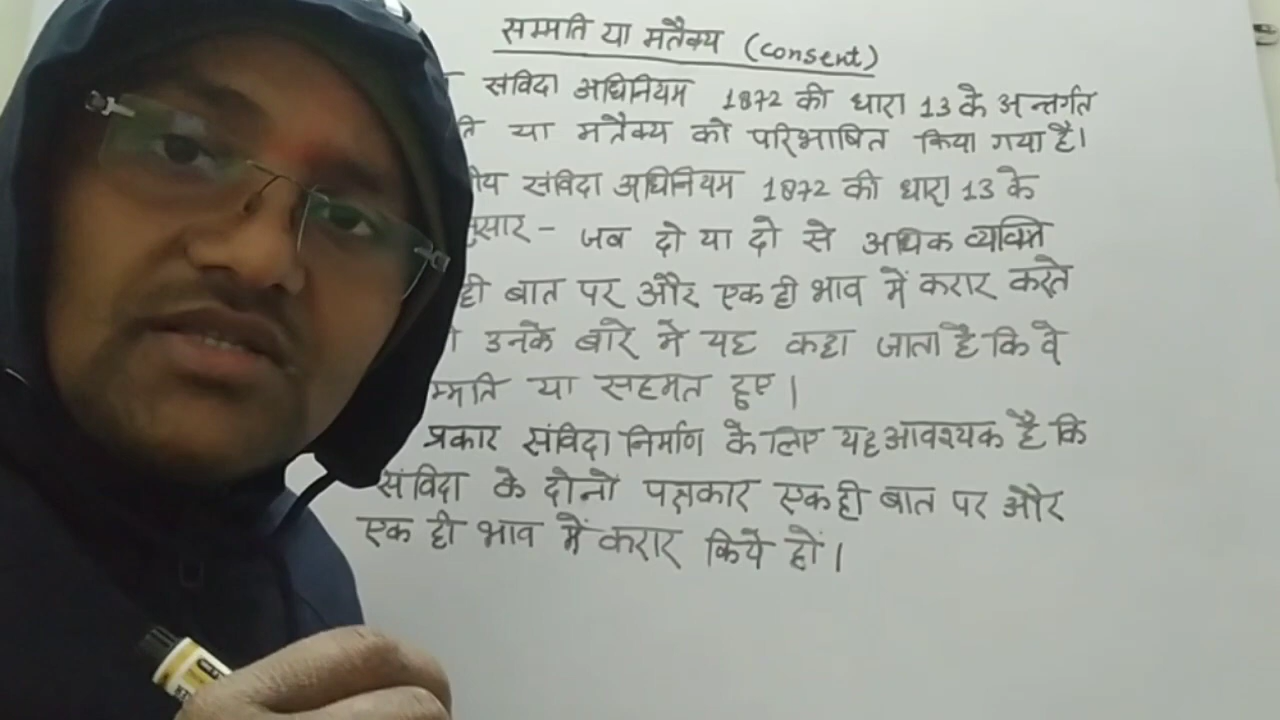 सम्मति या मतैक्य (Consent)
संविदा अधिनियम 1872 की धारा 13 के अन्तर्गत
या मतैक्य को परिभाषित किया गया है।
संविदा अधिनियम 1872 की धारा 13 के
जब दो या दो से अधिक व्यक्ति
ही बात पर और एक ही भाव में करार करते
उनके बारे में यह कहा जाता है कि वे
या सहमत हुए।
प्रकार संविदा निर्माण के लिए यह आवश्यक है कि
संविदा के दोनों पक्षकार एक ही बात पर और
एक ही भाव में करार किये हों।